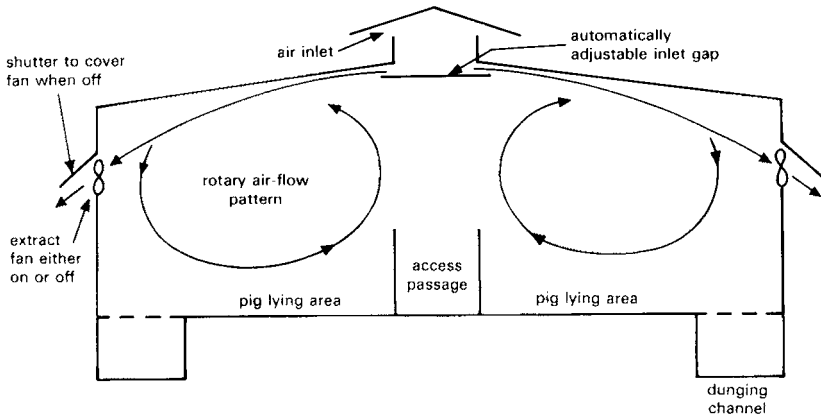 shutter to cover
fan when off
air inlet
automatically
adjustable inlet gap
rotary air-flow
pattern
extract
fan either
on or off
access
passage
pig lying area
pig lying area
dunging
channel